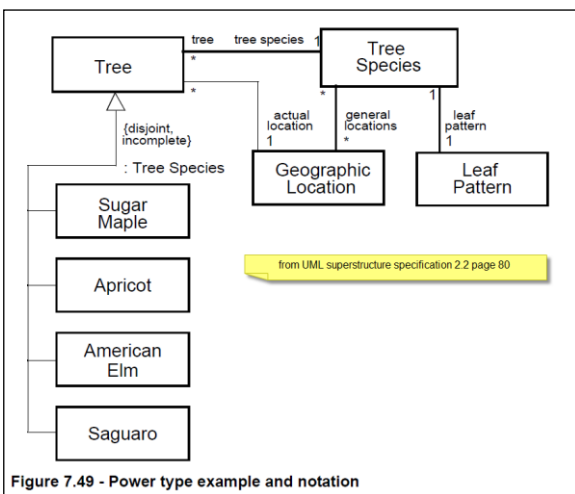 tree tree species 1
Tree
*
Tree
Species
*
*
1
{disjoint,
incomplete}
actual
location
general
locations
leaf
pattern
1
*
1
: Tree Species
Geographic
Location
Leaf
Pattern
Sugar
Maple
from UML superstructure specification 2.2 page 80
Apricot
American
Elm
Saguaro
Figure 7.49 - Power type example and notation